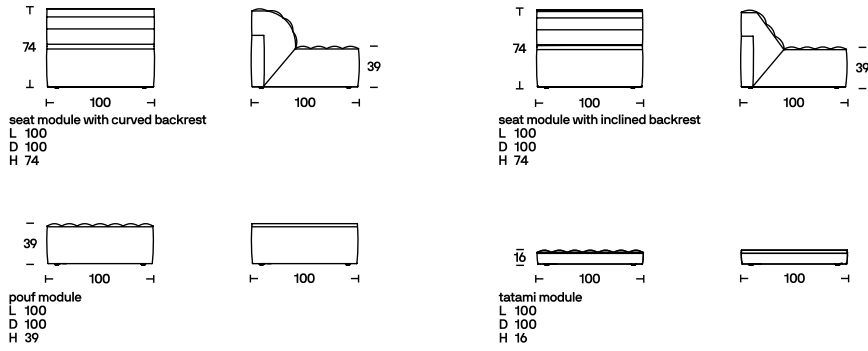 74
39
100
100
seat module with curved backrest
L 100
D 100
H 74
74
39
100
100
seat module with inclined backrest
L 100
D 100
H 74
39
100
100
pouf module
L 100
D 100
H 39
16
100
100
tatami module
L 100
D 100
H 16